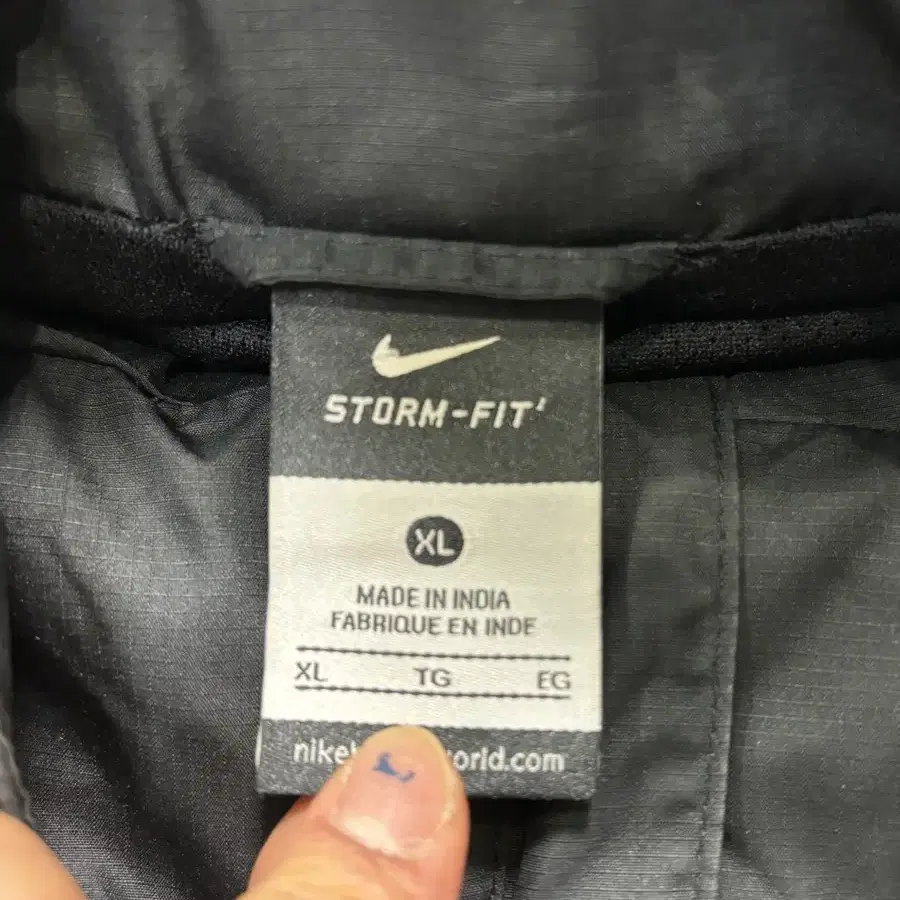 STORM-FIT
XL
MADE IN INDIA
FABRIQUE EN INDE
XL TG EG